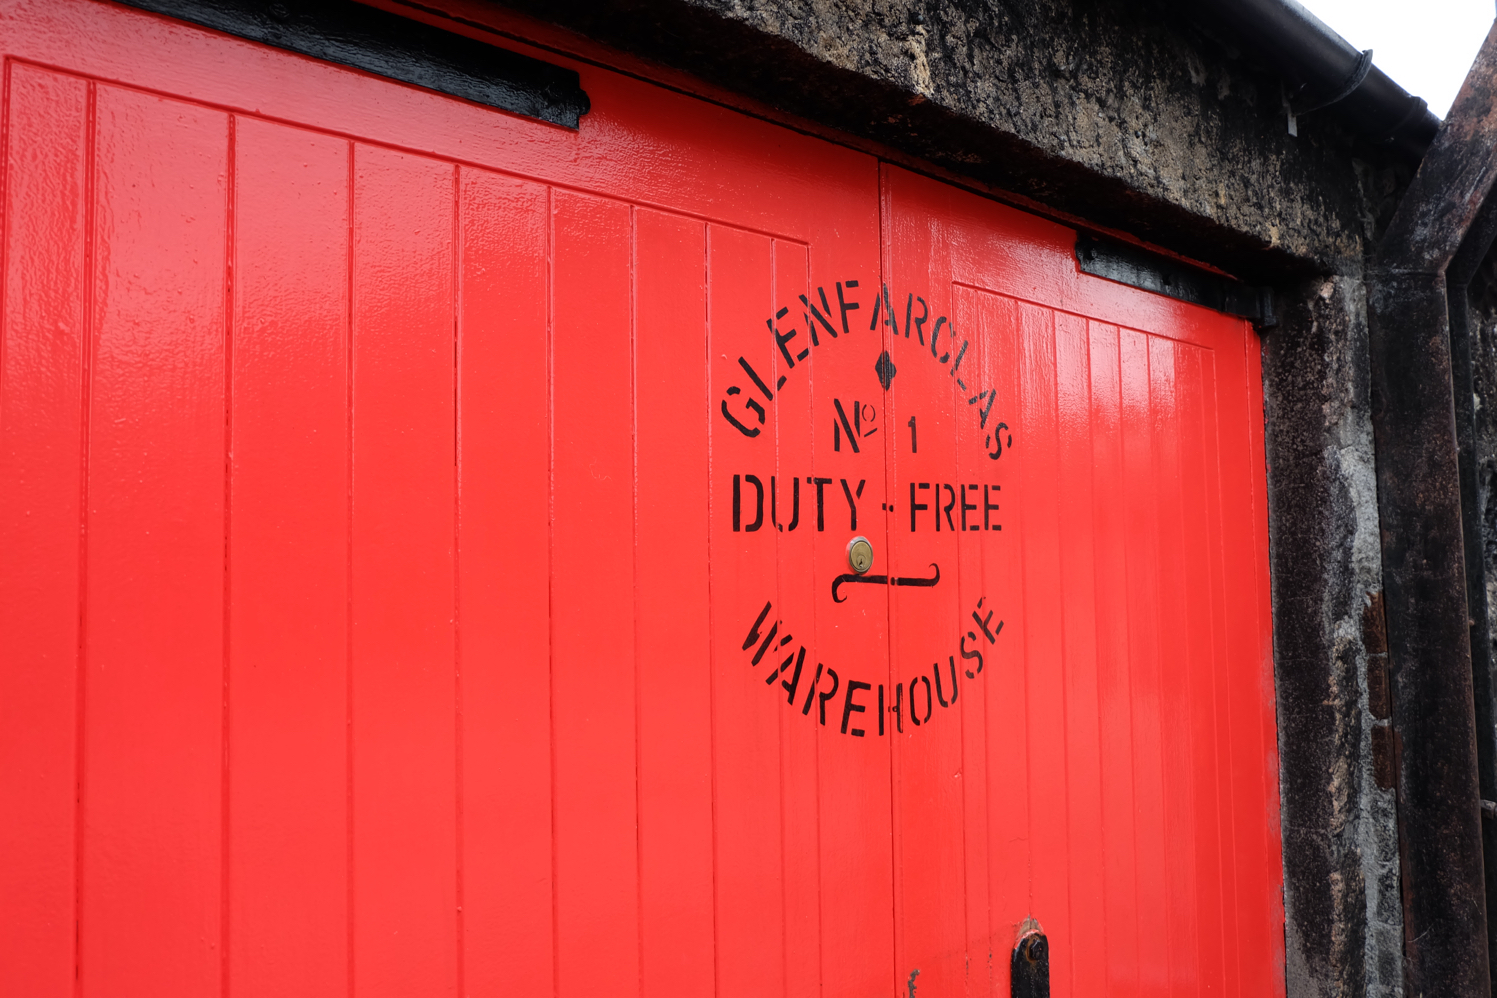 GLENFARCLAS
Nº 1
DUTY-FREE
WAREHOUSE